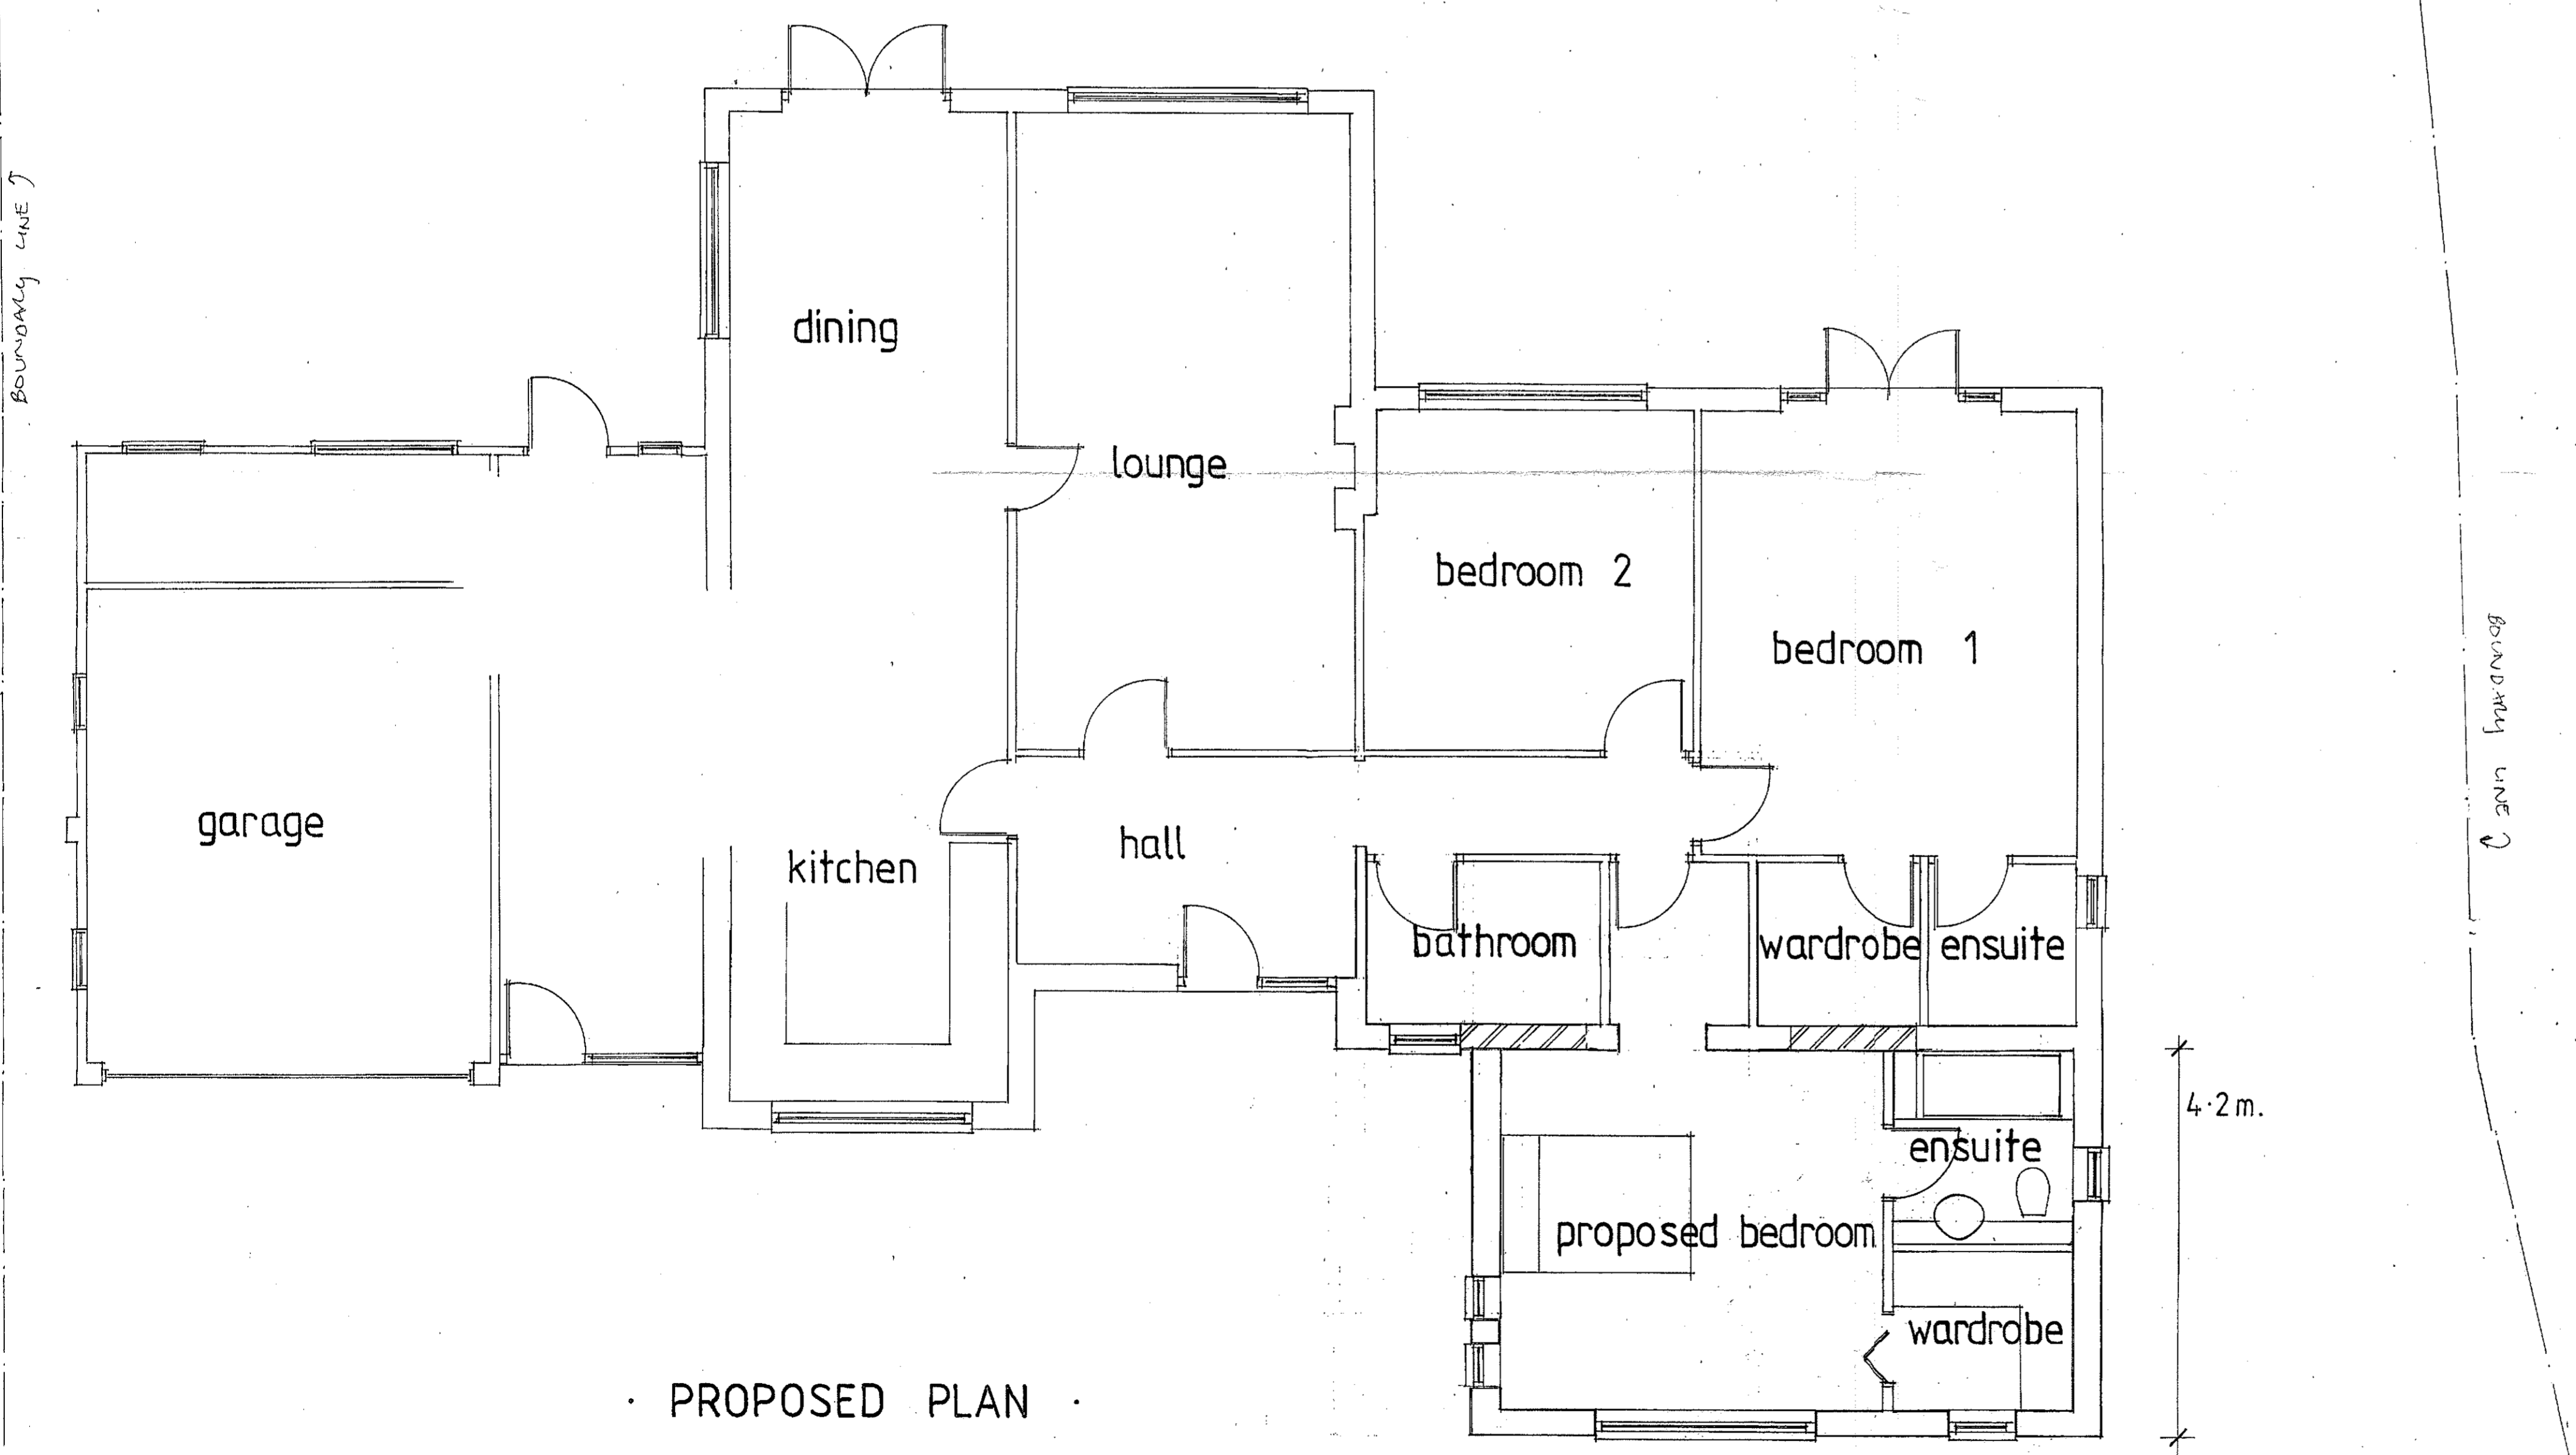 BOUNDARY LINE
dining
lounge
bedroom 2
BOUNDARY LINE
bedroom 1
garage
hall
kitchen
bathroom
wardrobe
ensuite
4·2m.
ensuite
proposed bedroom
wardrobe
· PROPOSED PLAN ·